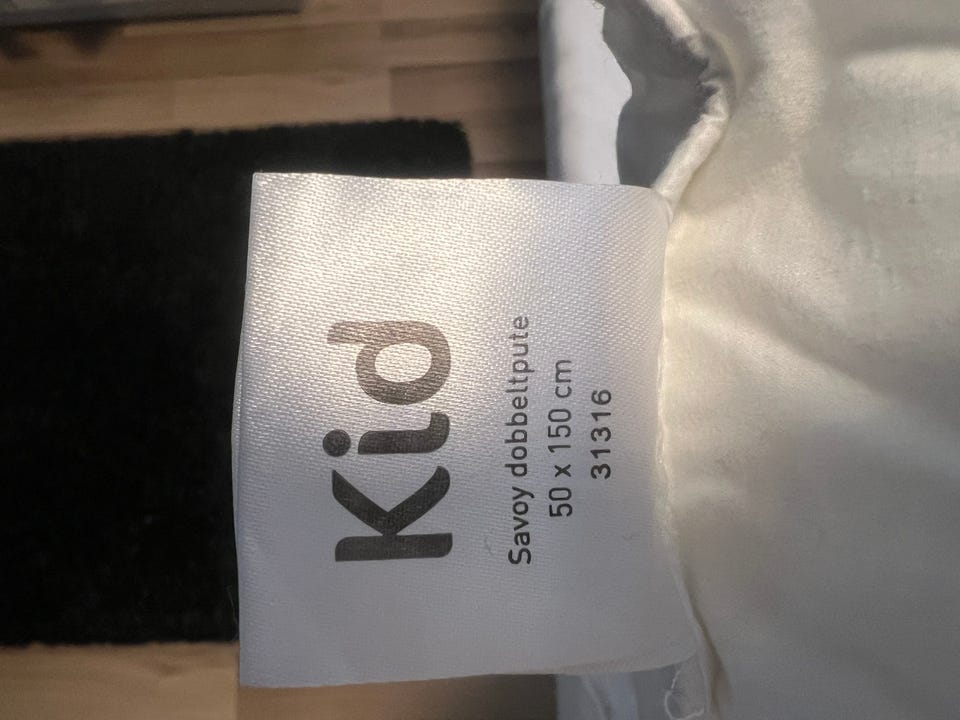 Kid
Savoy dobbeltpute
50 x 150 cm
31316